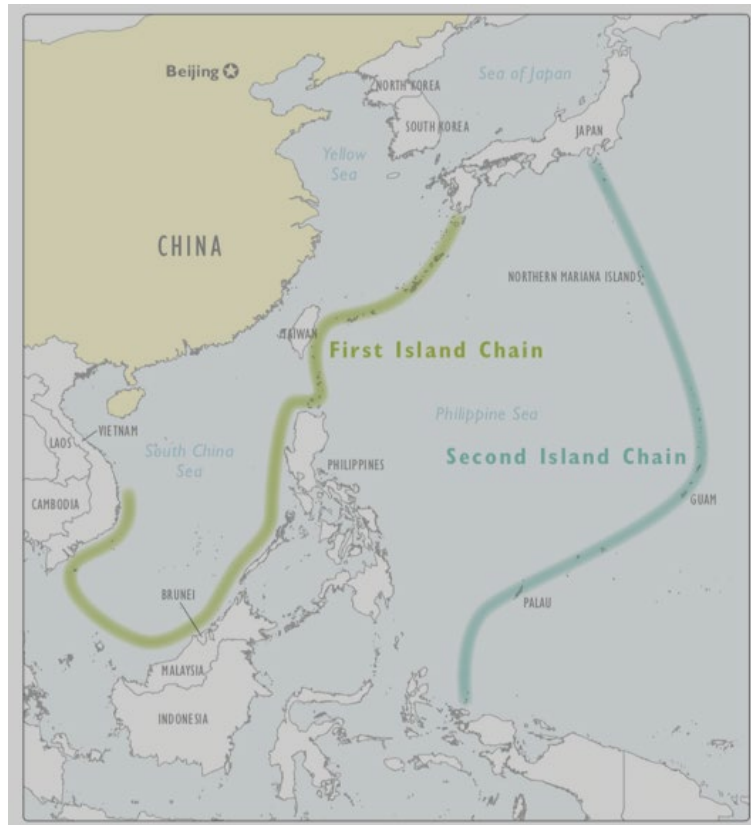 Beijing
Sea of Japan
NORTH KOREA
SOUTH KOREA
JAPAN
Yellow
Sea
CHINA
NORTHERN MARIANA ISLANDS
TAIWAN
First Island Chain
Philippine Sea
VIETNAM
LAOS
South China
Sea
Second Island Chain
PHILIPPINES
CAMBODIA
GUAM
BRUNEI
PALAU
MALAYSIA
INDONESIA